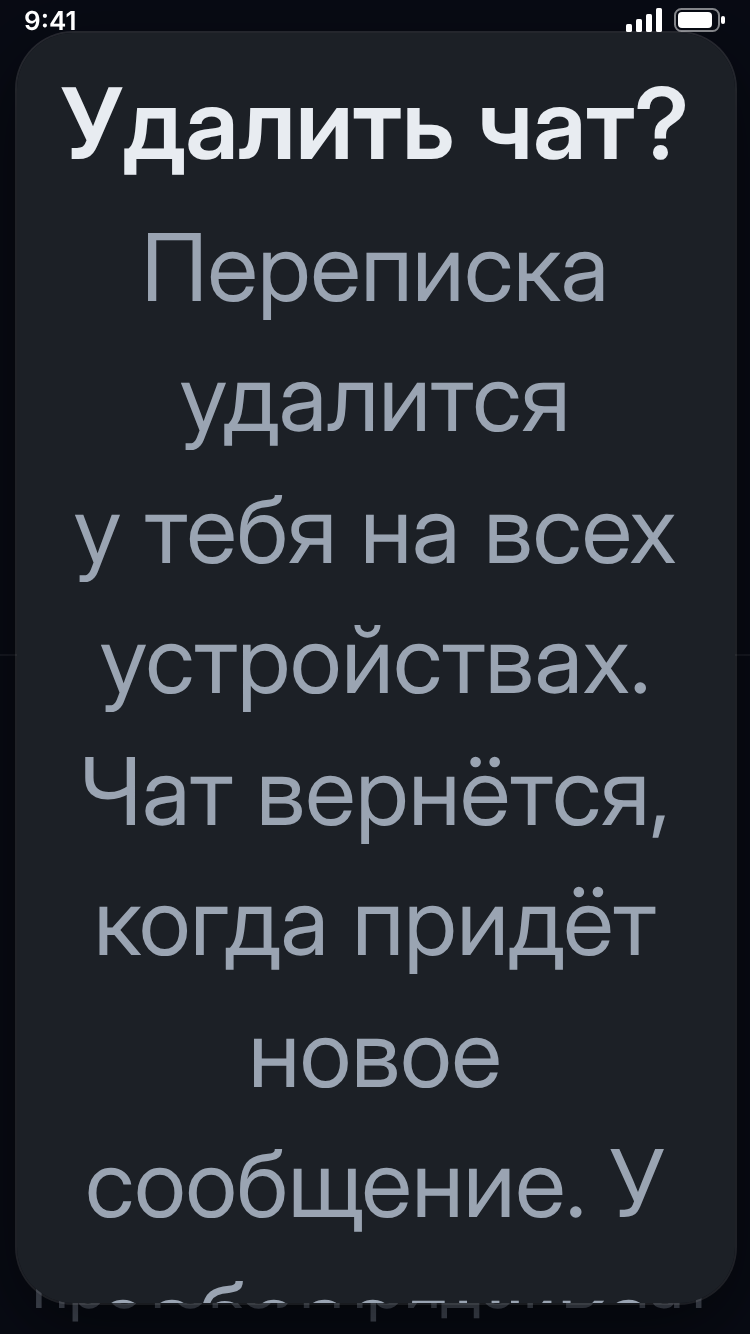 9:41
Удалить чат?
Переписка
удалится
у тебя на всех
устройствах.
Чат вернётся,
когда придёт
новое
сообщение. У